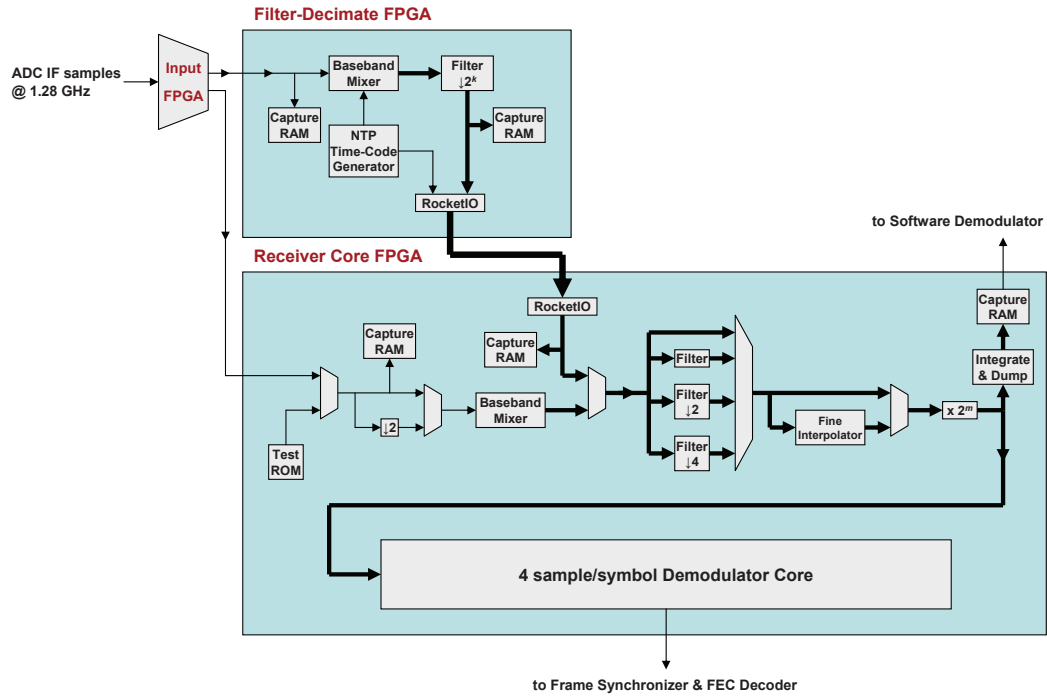 Filter-Decimate FPGA
ADC IF samples
@ 1.28 GHz
Input
FPGA
Baseband
Mixer
Filter
↓2ᵏ
Capture
RAM
NTP
Time-Code
Generator
Capture
RAM
RocketIO
to Software Demodulator
Receiver Core FPGA
RocketIO
Capture
RAM
Capture
RAM
Capture
RAM
Filter
Integrate
& Dump
Baseband
Mixer
Filter
↓2
x 2ᵐ
↓2
Fine
Interpolator
Test
ROM
Filter
↓4
4 sample/symbol Demodulator Core
to Frame Synchronizer & FEC Decoder